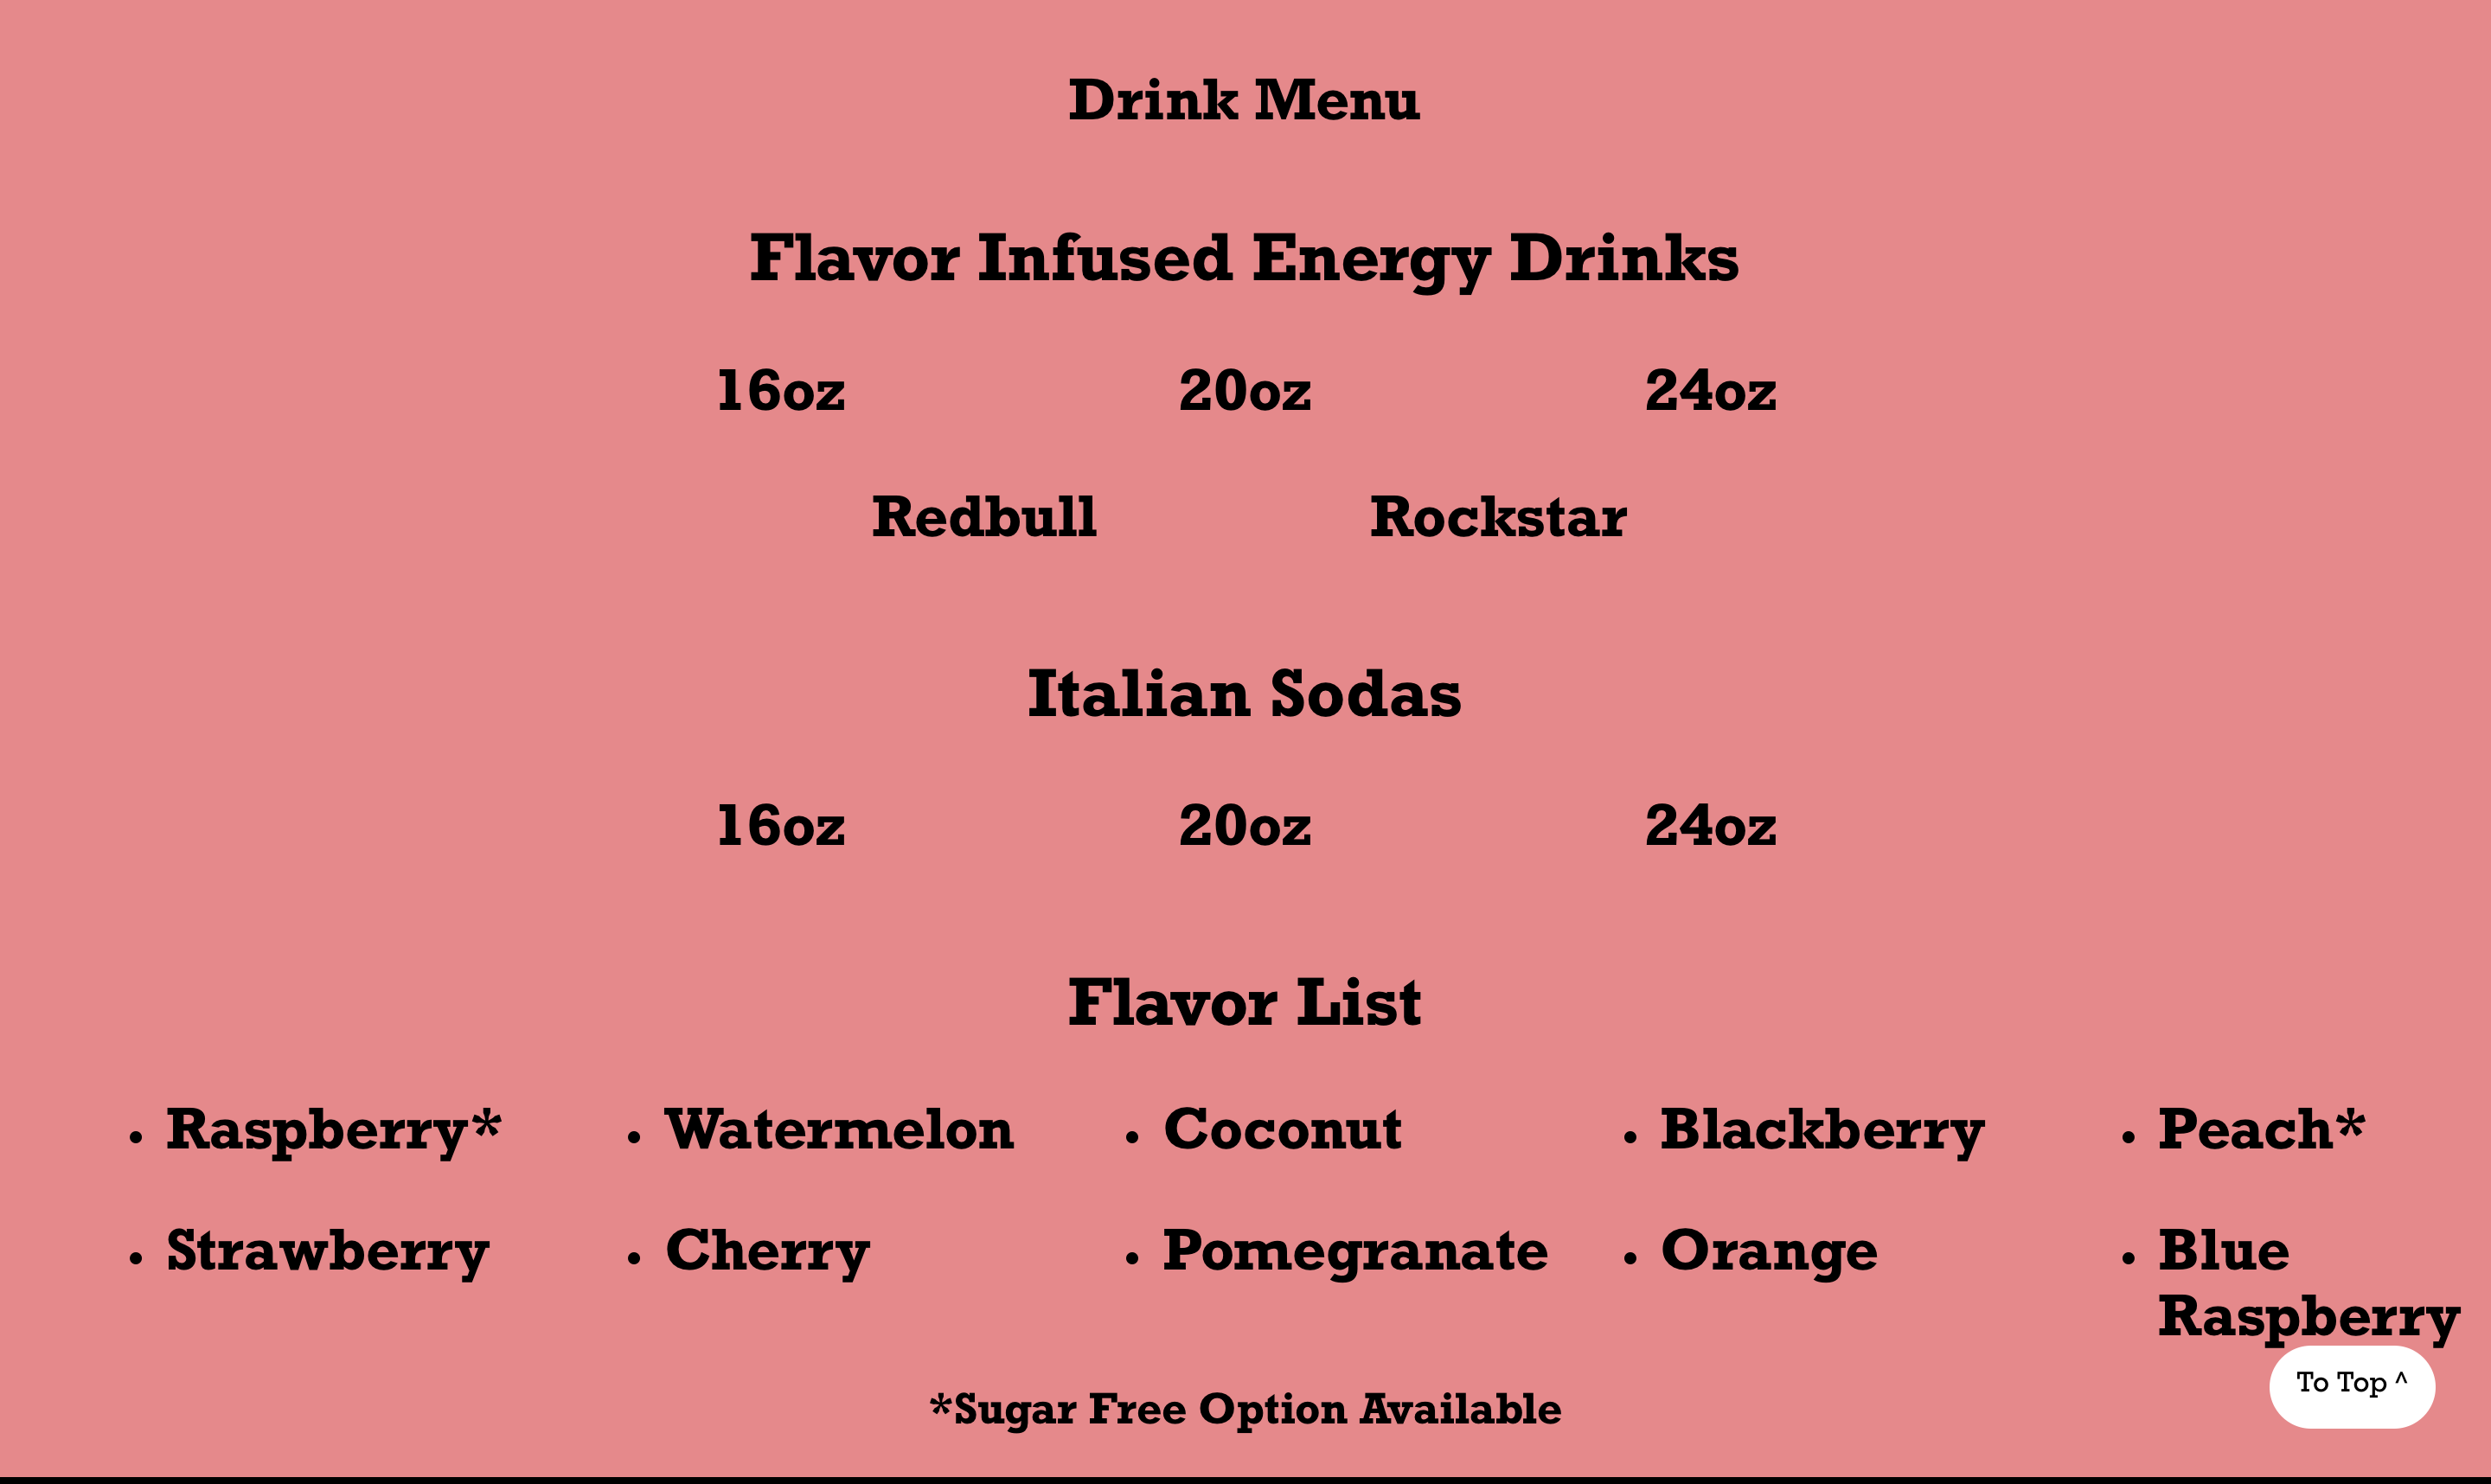 Drink Menu
Flavor Infused Energy Drinks
16oz 20oz 24oz
Redbull Rockstar
Italian Sodas
16oz 20oz 24oz
Flavor List
• Raspberry* • Watermelon • Coconut • Blackberry • Peach*
• Strawberry • Cherry • Pomegranate • Orange • Blue
Raspberry
To Top ^
*Sugar Free Option Available